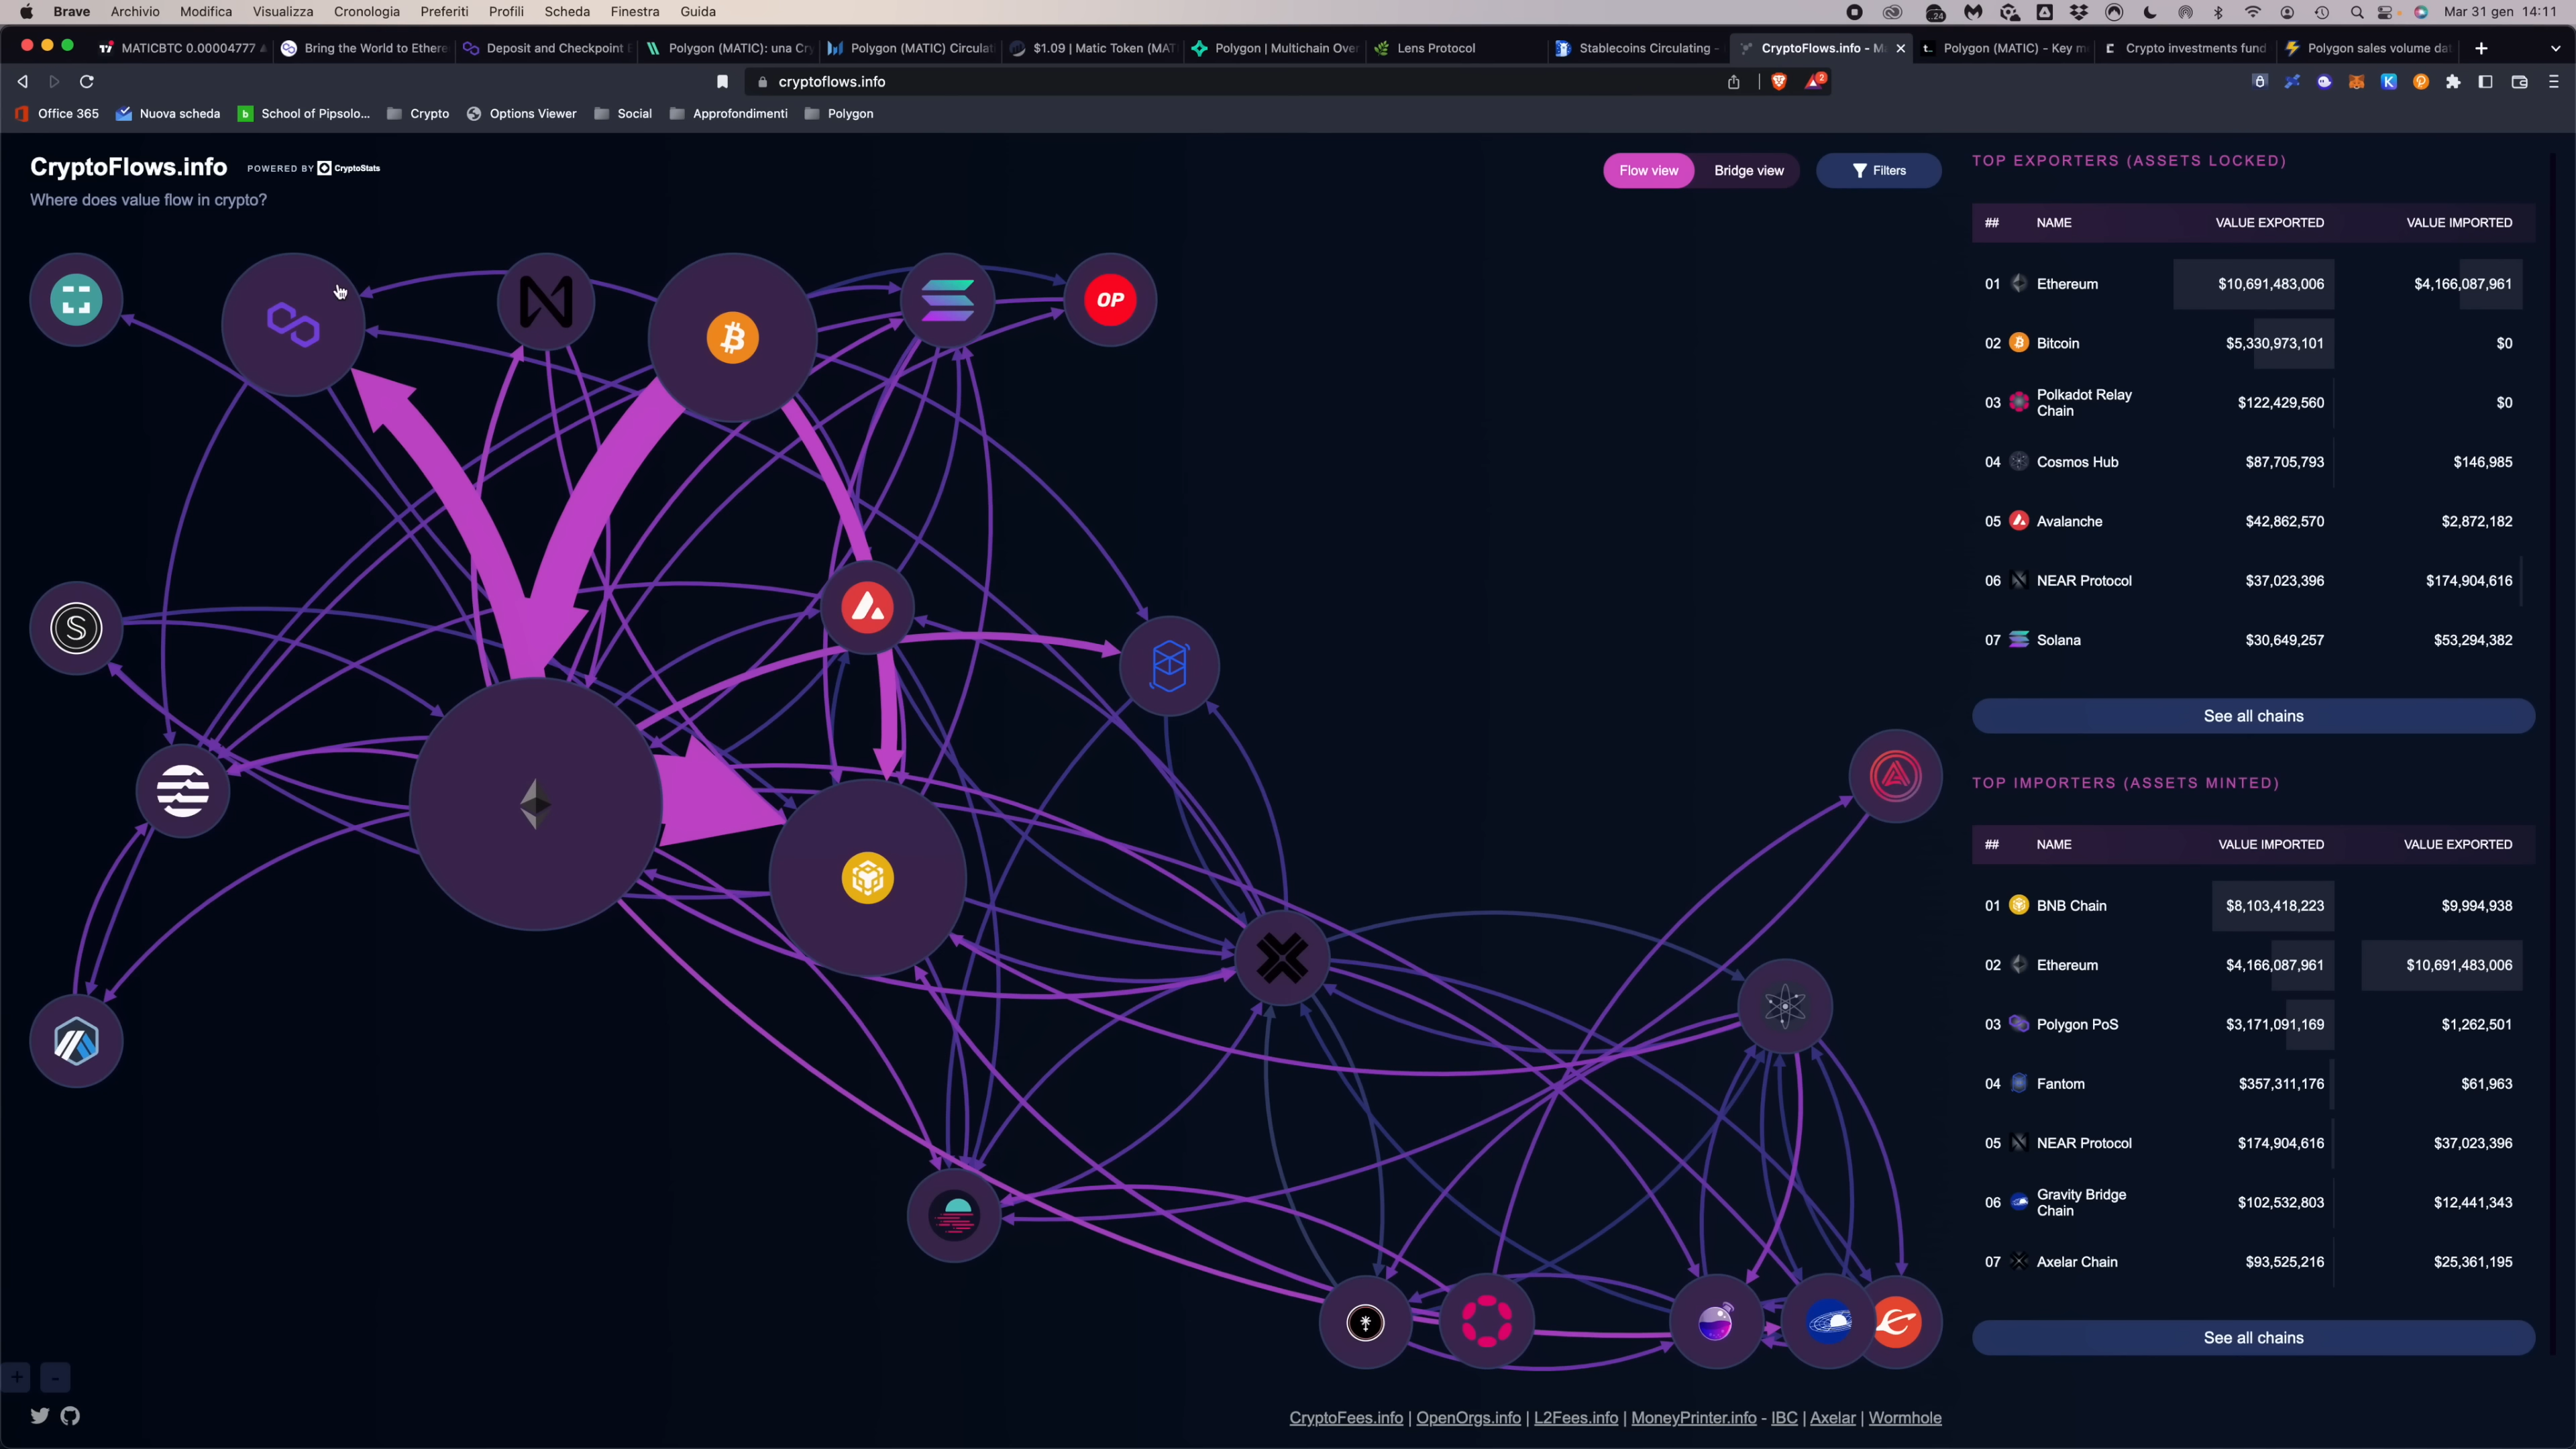 Brave Archivio Modifica Visualizza Cronologia Preferiti Profili Scheda Finestra Guida 24 Mar 31 gen 14:11
MATICBTC 0.00004777 Bring the World to Ethere Deposit and Checkpoint Polygon (MATIC): una Cr Polygon (MATIC) Circulat $1.09 | Matic Token (MAT Polygon | Multichain Over Lens Protocol Stablecoins Circulating - CryptoFlows.info - M Polygon (MATIC) - Key m Crypto investments fund Polygon sales volume dat
cryptoflows.info 2
Office 365 Nuova scheda School of Pipsolo... Crypto Options Viewer Social Approfondimenti Polygon
CryptoFlows.info POWERED BY CryptoStats
Where does value flow in crypto?
Flow view Bridge view Filters
OP
TOP EXPORTERS (ASSETS LOCKED)
## NAME VALUE EXPORTED VALUE IMPORTED
01 Ethereum $10,691,483,006 $4,166,087,961
02 Bitcoin $5,330,973,101 $0
03 Polkadot Relay Chain $122,429,560 $0
04 Cosmos Hub $87,705,793 $146,985
05 Avalanche $42,862,570 $2,872,182
06 NEAR Protocol $37,023,396 $174,904,616
07 Solana $30,649,257 $53,294,382
See all chains
TOP IMPORTERS (ASSETS MINTED)
## NAME VALUE IMPORTED VALUE EXPORTED
01 BNB Chain $8,103,418,223 $9,994,938
02 Ethereum $4,166,087,961 $10,691,483,006
03 Polygon PoS $3,171,091,169 $1,262,501
04 Fantom $357,311,176 $61,963
05 NEAR Protocol $174,904,616 $37,023,396
06 Gravity Bridge Chain $102,532,803 $12,441,343
07 Axelar Chain $93,525,216 $25,361,195
See all chains
+ -
CryptoFees.info | OpenOrgs.info | L2Fees.info | MoneyPrinter.info - IBC | Axelar | Wormhole